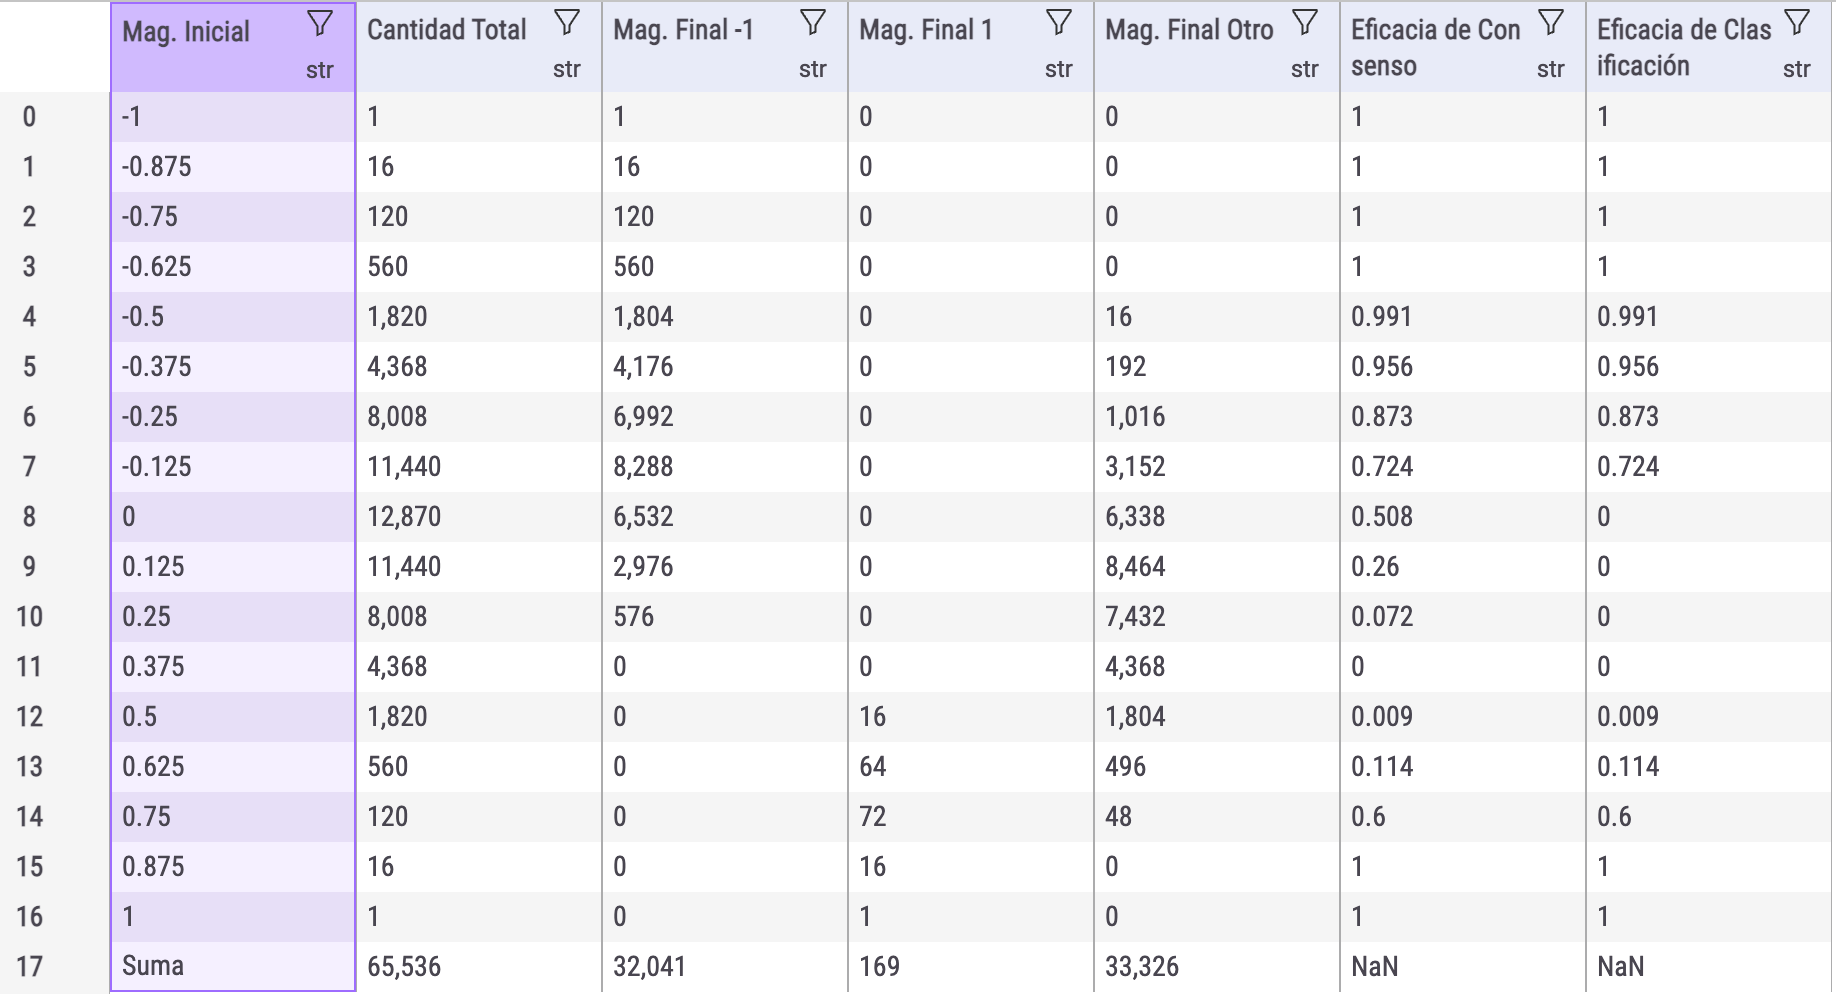 Mag. Inicial Cantidad Total Mag. Final -1 Mag. Final 1 Mag. Final Otro Eficacia de Con Eficacia de Clas
senso ificación
str str str str str str str
0 -1 1 1 0 0 1 1
1 -0.875 16 16 0 0 1 1
2 -0.75 120 120 0 0 1 1
3 -0.625 560 560 0 0 1 1
4 -0.5 1,820 1,804 0 16 0.991 0.991
5 -0.375 4,368 4,176 0 192 0.956 0.956
6 -0.25 8,008 6,992 0 1,016 0.873 0.873
7 -0.125 11,440 8,288 0 3,152 0.724 0.724
8 0 12,870 6,532 0 6,338 0.508 0
9 0.125 11,440 2,976 0 8,464 0.26 0
10 0.25 8,008 576 0 7,432 0.072 0
11 0.375 4,368 0 0 4,368 0 0
12 0.5 1,820 0 16 1,804 0.009 0.009
13 0.625 560 0 64 496 0.114 0.114
14 0.75 120 0 72 48 0.6 0.6
15 0.875 16 0 16 0 1 1
16 1 1 0 1 0 1 1
17 Suma 65,536 32,041 169 33,326 NaN NaN